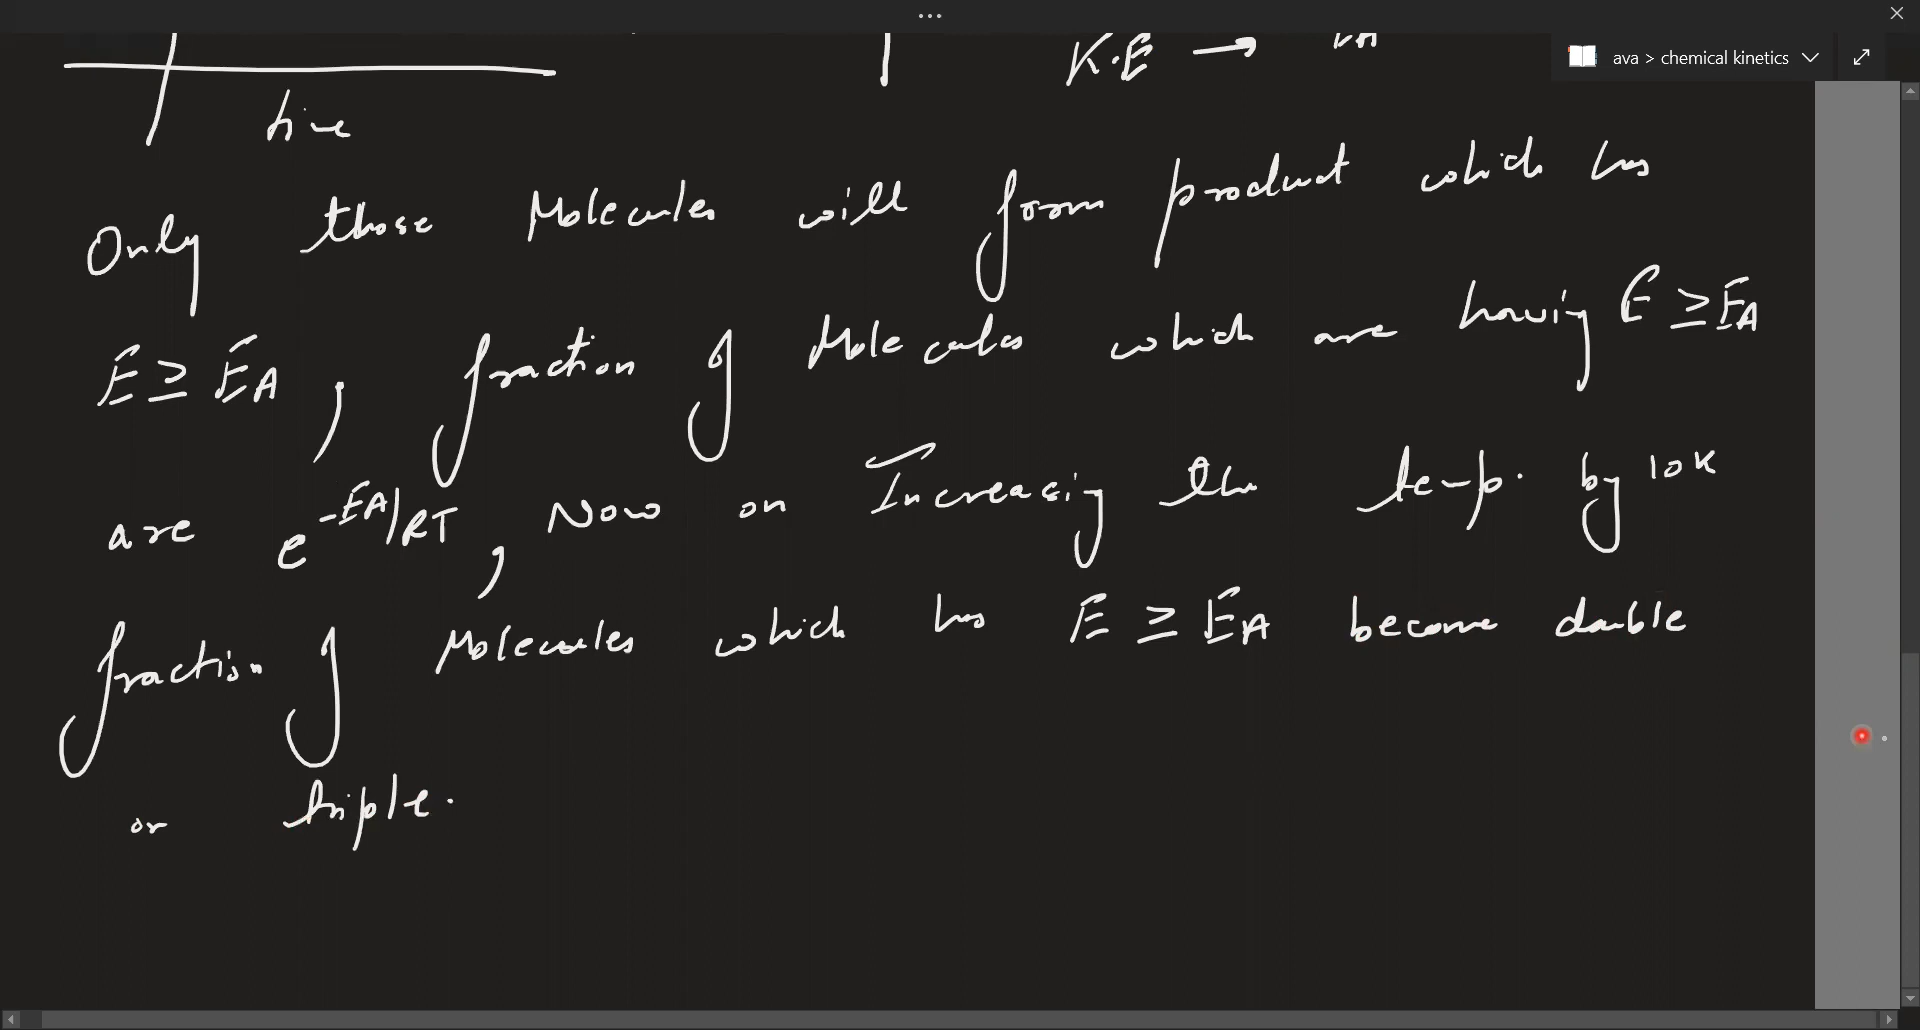 ava > chemical kinetics
K.E →
time
Only those Molecules will form product which has
E ≥ EA , fraction of Molecules which are having E ≥ EA
are e^-EA/RT , Now on Increasing the temp. by 10K
fraction of Molecules which has E ≥ EA become double
or triple.